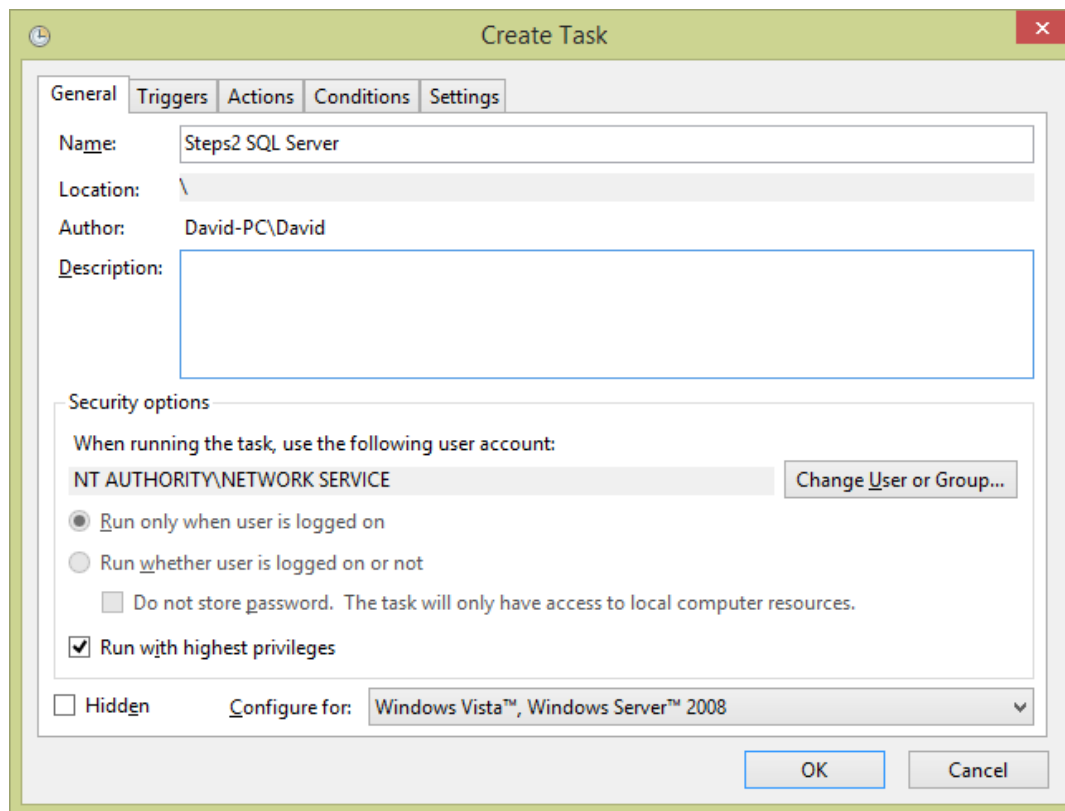 Create Task
General Triggers Actions Conditions Settings
Name: Steps2 SQL Server
Location: \
Author: David-PC\David
Description:
Security options
When running the task, use the following user account:
NT AUTHORITY\NETWORK SERVICE Change User or Group...
Run only when user is logged on
Run whether user is logged on or not
Do not store password. The task will only have access to local computer resources.
Run with highest privileges
Hidden Configure for: Windows Vista™, Windows Server™ 2008
OK Cancel